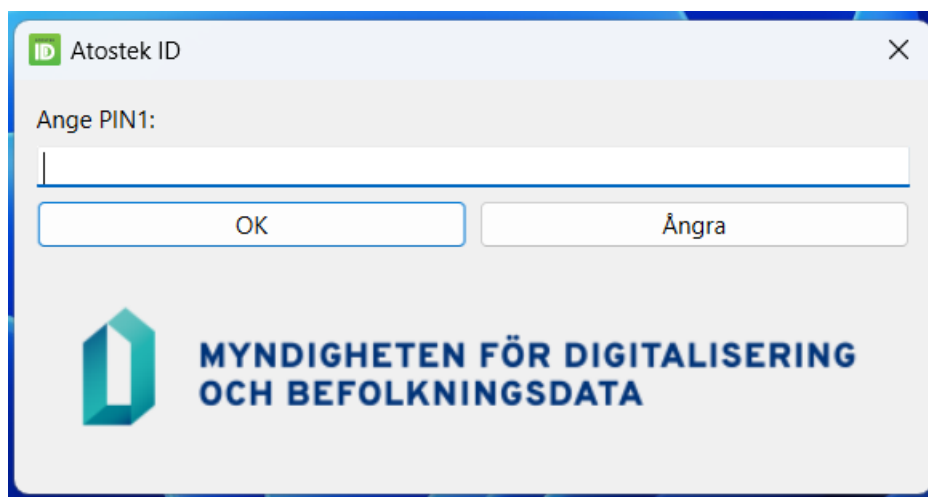 Atostek ID
Ange PIN1:
OK
Ångra
MYNDIGHETEN FÖR DIGITALISERING
OCH BEFOLKNINGSDATA